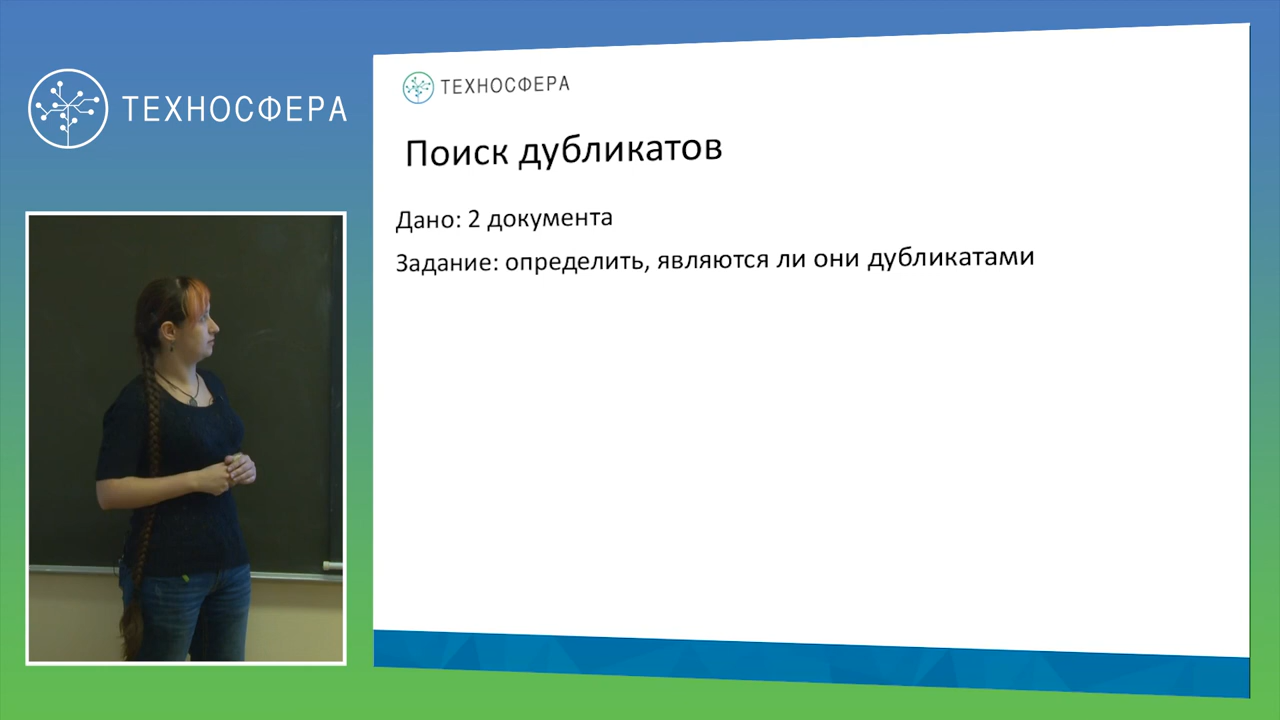 ТЕХНОСФЕРА
ТЕХНОСФЕРА
Поиск дубликатов
Дано: 2 документа
Задание: определить, являются ли они дубликатами